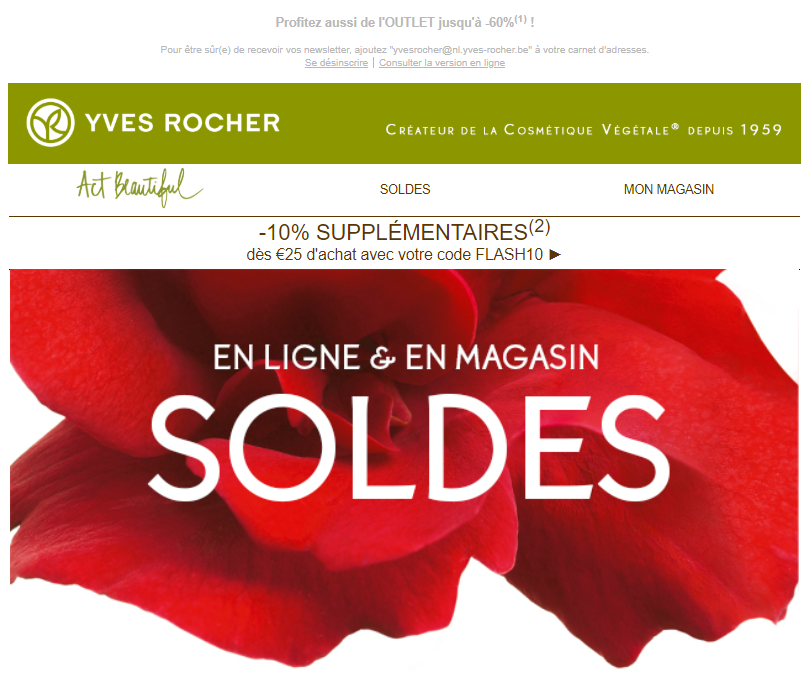 Profitez aussi de l'OUTLET jusqu'à -60%(1) !
Pour être sûr(e) de recevoir vos newsletter, ajoutez "yvesrocher@nl.yves-rocher.be" à votre carnet d'adresses.
Se désinscrire | Consulter la version en ligne
YVES ROCHER
CRÉATEUR DE LA COSMÉTIQUE VÉGÉTALE® DEPUIS 1959
Act Beautiful
SOLDES
MON MAGASIN
-10% SUPPLÉMENTAIRES(2)
dès €25 d'achat avec votre code FLASH10 ►
EN LIGNE & EN MAGASIN
SOLDES